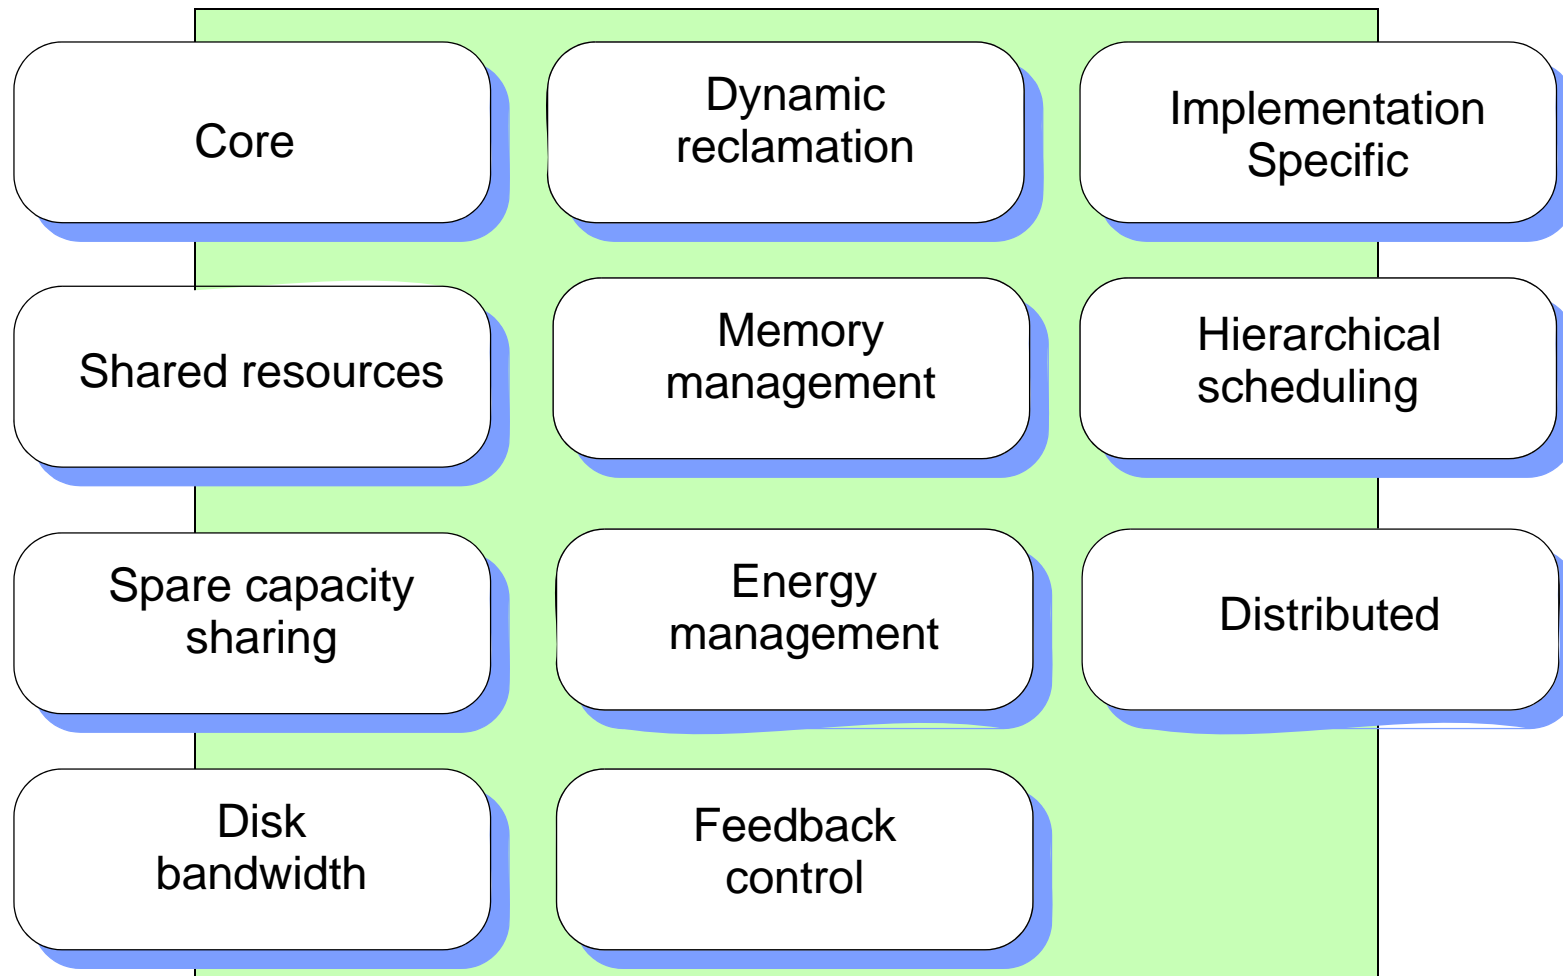 Core
Dynamic
reclamation
Implementation
Specific
Shared resources
Memory
management
Hierarchical
scheduling
Spare capacity
sharing
Energy
management
Distributed
Disk
bandwidth
Feedback
control